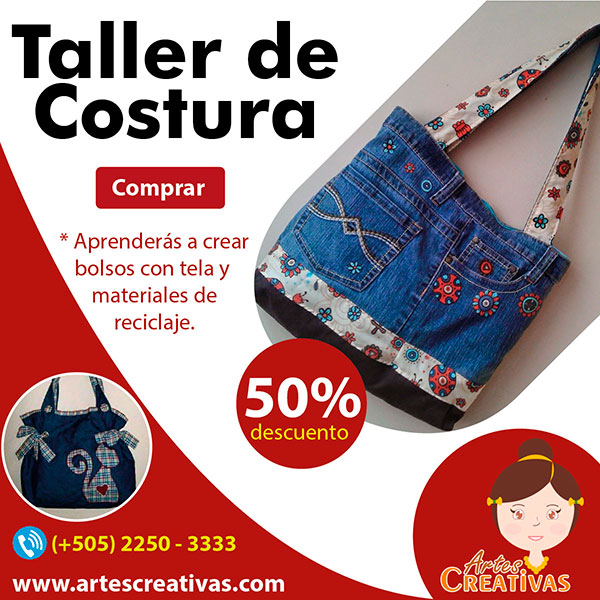 Taller de
Costura
Comprar
* Aprenderás a crear
bolsos con tela y
materiales de
reciclaje.
50%
descuento
(+505) 2250 - 3333
www.artescreativas.com
Artes
CREATIVAS